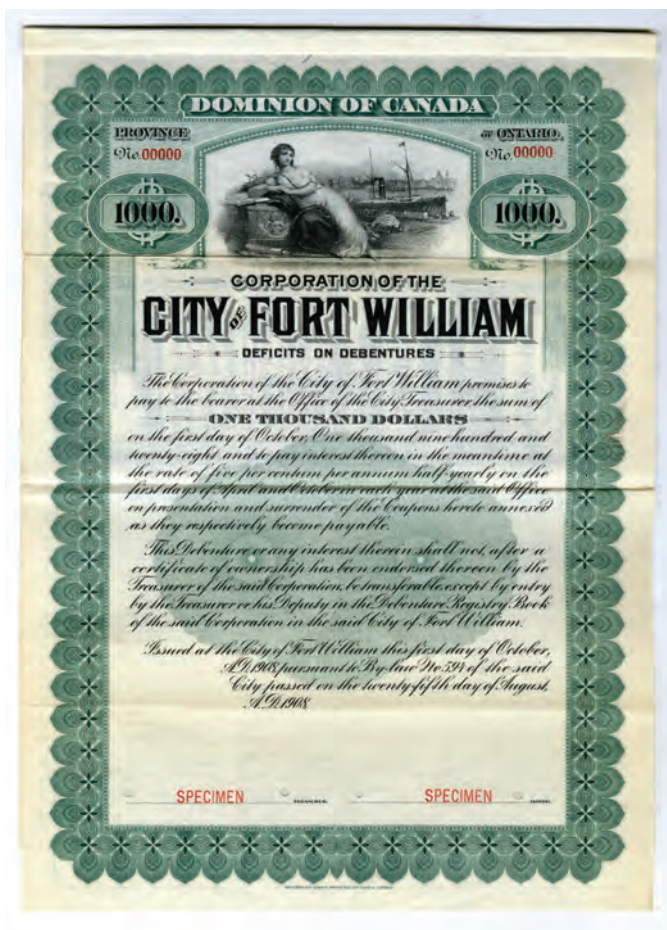 DOMINION OF CANADA
PROVINCE OF ONTARIO.
No. 00000 No. 00000
1000. 1000.
CORPORATION OF THE
CITY OF FORT WILLIAM
DEFICITS ON DEBENTURES
The Corporation of the City of Fort William promises to
pay to the bearer at the Office of the City Treasurer the sum of
ONE THOUSAND DOLLARS
on the first day of October, One thousand nine hundred and
twenty-eight and to pay interest thereon in the meantime at
the rate of five per centum per annum half-yearly on the
first days of April and October in each year at the said Office
on presentation and surrender of the Coupons hereto annexed
as they respectively become payable.
This Debenture or any interest therein shall not, after a
certificate of ownership has been endorsed thereon by the
Treasurer of the said Corporation, be transferable except by entry
by the Treasurer or his Deputy in the Debenture Registry Book
of the said Corporation in the said City of Fort William.
Issued at the City of Fort William this first day of October,
A.D. 1908, pursuant to By-law No 594 of the said
City passed on the twenty-fifth day of August,
A.D. 1908
SPECIMEN TREASURER. SPECIMEN